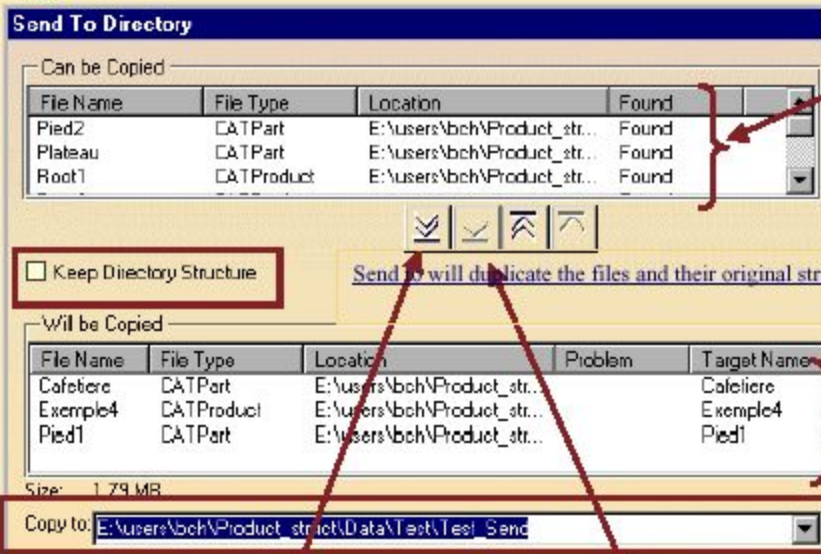 Send To Directory
Can be Copied
File Name File Type Location Found
Pied2 CATPart E:\users\bch\Product_str... Found
Plateau CATPart E:\users\bch\Product_str... Found
Root1 CATProduct E:\users\bch\Product_str... Found
Keep Directory Structure
Send to will duplicate the files and their original str
Will be Copied
File Name File Type Location Problem Target Name
Cafetiere CATPart E:\users\bch\Product_str... Cafetiere
Exemple4 CATProduct E:\users\bch\Product_str... Exemple4
Pied1 CATPart E:\users\bch\Product_str... Pied1
Size: 1.79 MB
Copy to: E:\users\bch\Product_struct\Data\Test\Test_Send